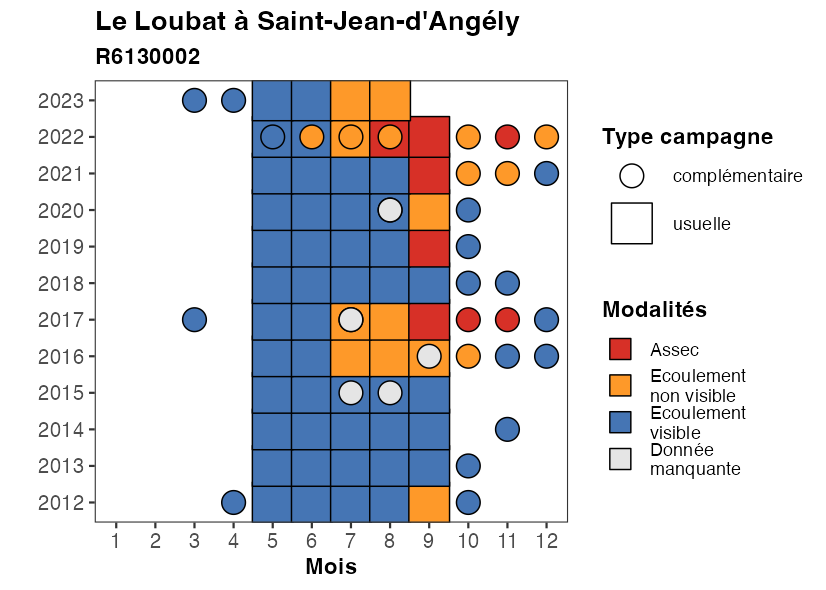 Le Loubat à Saint-Jean-d'Angély
R6130002
2023
2022
2021
2020
2019
2018
2017
2016
2015
2014
2013
2012
1 2 3 4 5 6 7 8 9 10 11 12
Mois
Type campagne
complémentaire
usuelle
Modalités
Assec
Ecoulement
non visible
Ecoulement
visible
Donnée
manquante